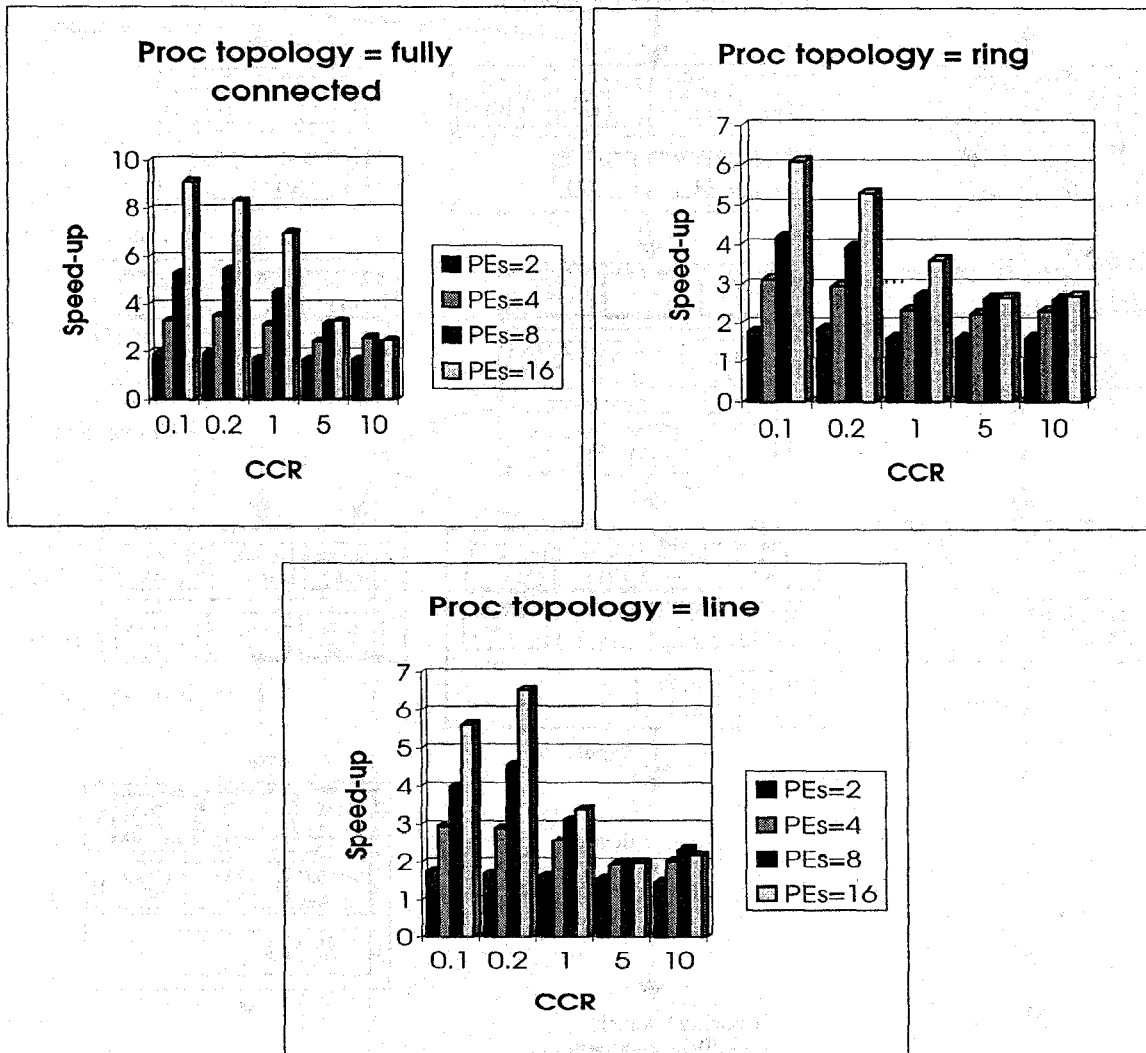 Proc topology = fully
connected
10
8
6
4
2
0
Speed-up
0.1 0.2 1 5 10
CCR
PEs=2
PEs=4
PEs=8
PEs=16
Proc topology = ring
7
6
5
4
3
2
1
0
Speed-up
0.1 0.2 1 5 10
CCR
Proc topology = line
7
6
5
4
3
2
1
0
Speed-up
0.1 0.2 1 5 10
CCR
PEs=2
PEs=4
PEs=8
PEs=16